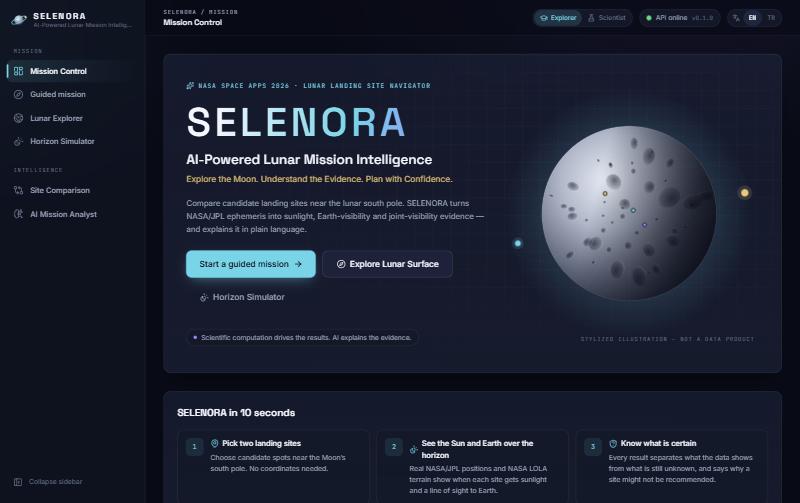 SELENORA
AI-Powered Lunar Mission Intellig...
MISSION
Mission Control
Guided mission
Lunar Explorer
Horizon Simulator
INTELLIGENCE
Site Comparison
AI Mission Analyst
Collapse sidebar
SELENORA / MISSION
Mission Control
Explorer
Scientist
API online v0.1.0
EN
TR
NASA SPACE APPS 2026 · LUNAR LANDING SITE NAVIGATOR
SELENORA
AI-Powered Lunar Mission Intelligence
Explore the Moon. Understand the Evidence. Plan with Confidence.
Compare candidate landing sites near the lunar south pole. SELENORA turns
NASA/JPL ephemeris into sunlight, Earth-visibility and joint-visibility evidence —
and explains it in plain language.
Start a guided mission →
Explore Lunar Surface
Horizon Simulator
Scientific computation drives the results. AI explains the evidence.
STYLIZED ILLUSTRATION — NOT A DATA PRODUCT
SELENORA in 10 seconds
1
Pick two landing sites
Choose candidate spots near the Moon's
south pole. No coordinates needed.
2
See the Sun and Earth over the
horizon
Real NASA/JPL positions and NASA LOLA
terrain show when each site gets sunlight
and a line of sight to Earth.
3
Know what is certain
Every result separates what the data shows
from what is still unknown, and says why a
site might not be recommended.